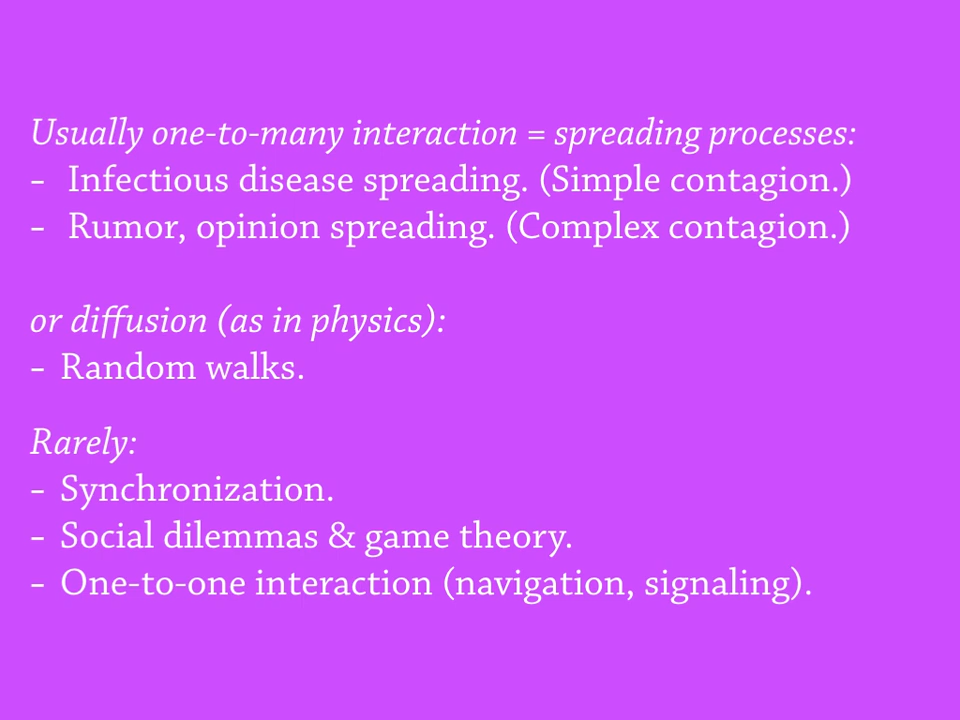 Usually one-to-many interaction = spreading processes:
– Infectious disease spreading. (Simple contagion.)
– Rumor, opinion spreading. (Complex contagion.)
or diffusion (as in physics):
– Random walks.
Rarely:
– Synchronization.
– Social dilemmas & game theory.
– One-to-one interaction (navigation, signaling).